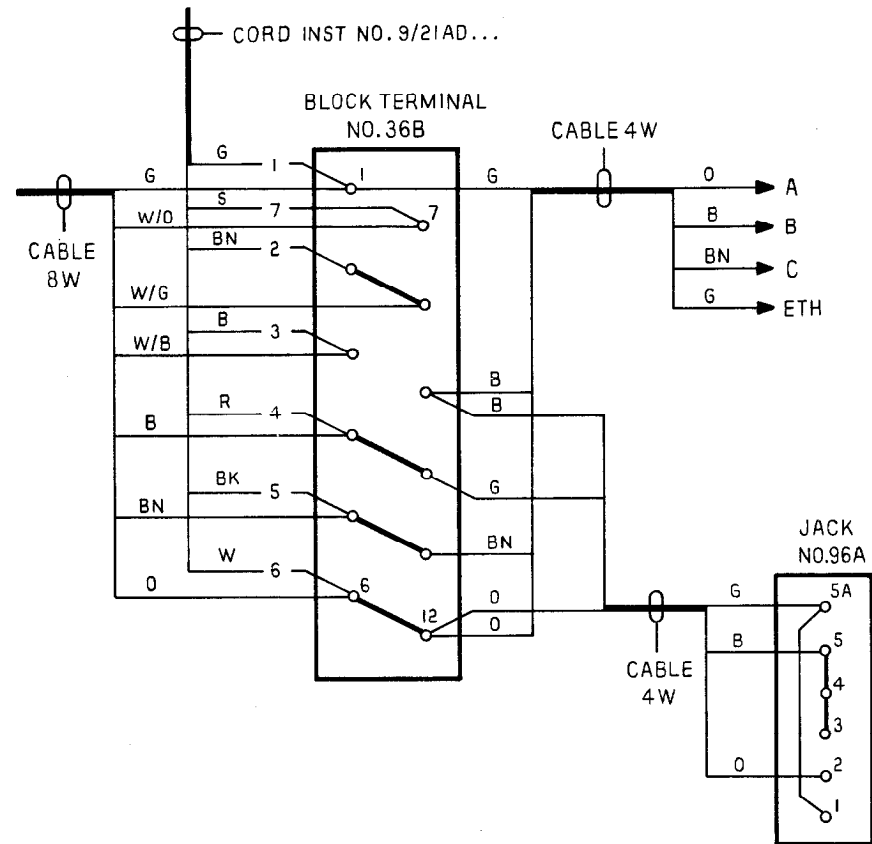 CORD INST NO. 9/21AD...
BLOCK TERMINAL
NO. 36B
CABLE 4W
G 1 1
G G O A
S 7 7
W/O B B
CABLE
8W
BN 2 BN C
W/G G ETH
B 3
W/B
B
B
R 4
B
G
BK 5
BN BN
JACK
NO. 96A
W 6 6
O O
12 O
G 5A
B 5
CABLE
4W
4
3
O 2
1